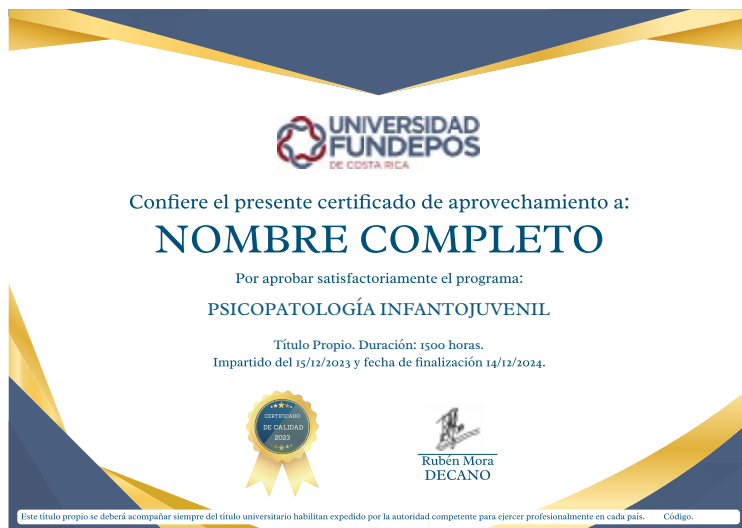 UNIVERSIDAD
FUNDEPOS
DE COSTA RICA
Confiere el presente certificado de aprovechamiento a:
NOMBRE COMPLETO
Por aprobar satisfactoriamente el programa:
PSICOPATOLOGÍA INFANTOJUVENIL
Título Propio. Duración: 1500 horas.
Impartido del 15/12/2023 y fecha de finalización 14/12/2024.
CERTIFICADO
DE CALIDAD
2023
Rubén Mora
DECANO
Este título propio se deberá acompañar siempre del título universitario habilitan expedido por la autoridad competente para ejercer profesionalmente en cada país. Código.